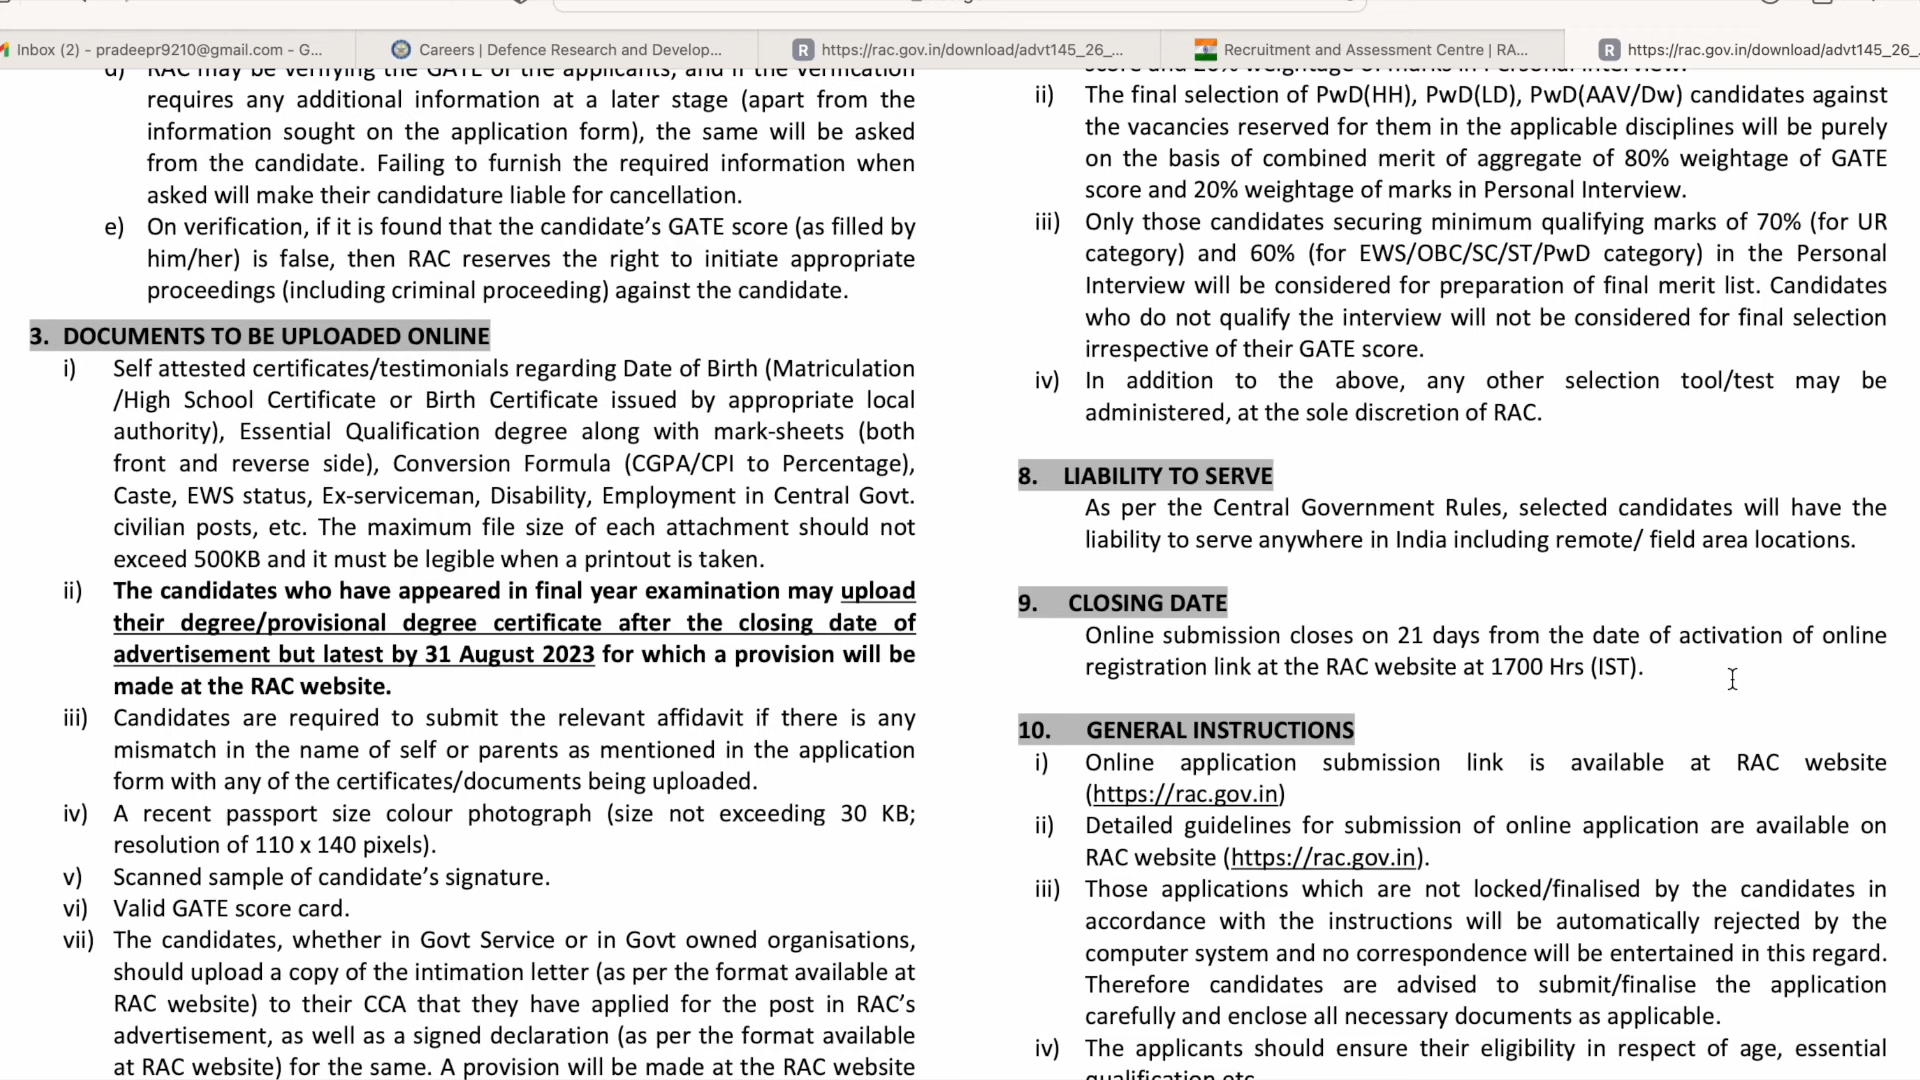 Inbox (2) - pradeepr9210@gmail.com - G...
Careers | Defence Research and Develop...
R https://rac.gov.in/download/advt145_26_...
Recruitment and Assessment Centre | RA...
R https://rac.gov.in/download/advt145_26_
d) RAC may be verifying the GATE of the applicants, and if the verification
requires any additional information at a later stage (apart from the
information sought on the application form), the same will be asked
from the candidate. Failing to furnish the required information when
asked will make their candidature liable for cancellation.
e) On verification, if it is found that the candidate’s GATE score (as filled by
him/her) is false, then RAC reserves the right to initiate appropriate
proceedings (including criminal proceeding) against the candidate.
3. DOCUMENTS TO BE UPLOADED ONLINE
i) Self attested certificates/testimonials regarding Date of Birth (Matriculation
/High School Certificate or Birth Certificate issued by appropriate local
authority), Essential Qualification degree along with mark-sheets (both
front and reverse side), Conversion Formula (CGPA/CPI to Percentage),
Caste, EWS status, Ex-serviceman, Disability, Employment in Central Govt.
civilian posts, etc. The maximum file size of each attachment should not
exceed 500KB and it must be legible when a printout is taken.
ii) The candidates who have appeared in final year examination may upload
their degree/provisional degree certificate after the closing date of
advertisement but latest by 31 August 2023 for which a provision will be
made at the RAC website.
iii) Candidates are required to submit the relevant affidavit if there is any
mismatch in the name of self or parents as mentioned in the application
form with any of the certificates/documents being uploaded.
iv) A recent passport size colour photograph (size not exceeding 30 KB;
resolution of 110 x 140 pixels).
v) Scanned sample of candidate’s signature.
vi) Valid GATE score card.
vii) The candidates, whether in Govt Service or in Govt owned organisations,
should upload a copy of the intimation letter (as per the format available at
RAC website) to their CCA that they have applied for the post in RAC’s
advertisement, as well as a signed declaration (as per the format available
at RAC website) for the same. A provision will be made at the RAC website
score and 20% weightage of marks in Personal Interview.
ii) The final selection of PwD(HH), PwD(LD), PwD(AAV/Dw) candidates against
the vacancies reserved for them in the applicable disciplines will be purely
on the basis of combined merit of aggregate of 80% weightage of GATE
score and 20% weightage of marks in Personal Interview.
iii) Only those candidates securing minimum qualifying marks of 70% (for UR
category) and 60% (for EWS/OBC/SC/ST/PwD category) in the Personal
Interview will be considered for preparation of final merit list. Candidates
who do not qualify the interview will not be considered for final selection
irrespective of their GATE score.
iv) In addition to the above, any other selection tool/test may be
administered, at the sole discretion of RAC.
8. LIABILITY TO SERVE
As per the Central Government Rules, selected candidates will have the
liability to serve anywhere in India including remote/ field area locations.
9. CLOSING DATE
Online submission closes on 21 days from the date of activation of online
registration link at the RAC website at 1700 Hrs (IST).
10. GENERAL INSTRUCTIONS
i) Online application submission link is available at RAC website
(https://rac.gov.in)
ii) Detailed guidelines for submission of online application are available on
RAC website (https://rac.gov.in).
iii) Those applications which are not locked/finalised by the candidates in
accordance with the instructions will be automatically rejected by the
computer system and no correspondence will be entertained in this regard.
Therefore candidates are advised to submit/finalise the application
carefully and enclose all necessary documents as applicable.
iv) The applicants should ensure their eligibility in respect of age, essential
qualification etc